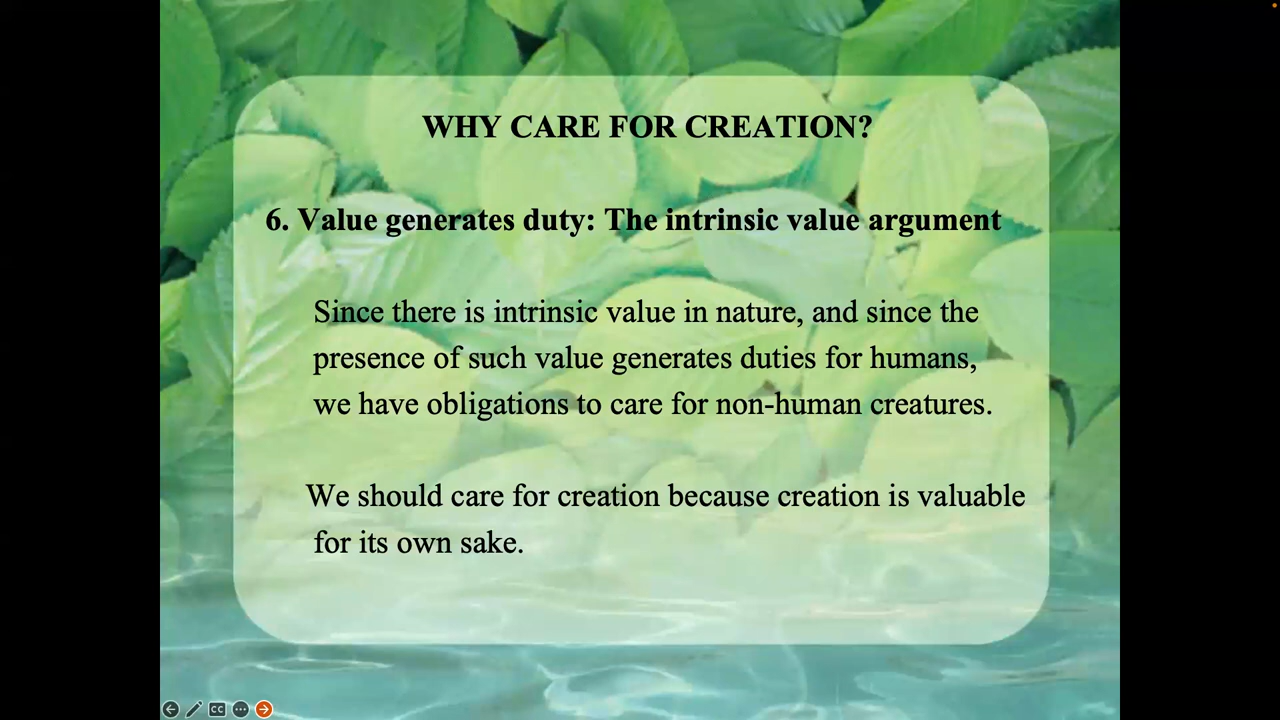 WHY CARE FOR CREATION?
6. Value generates duty: The intrinsic value argument
Since there is intrinsic value in nature, and since the
presence of such value generates duties for humans,
we have obligations to care for non-human creatures.
We should care for creation because creation is valuable
for its own sake.
CC